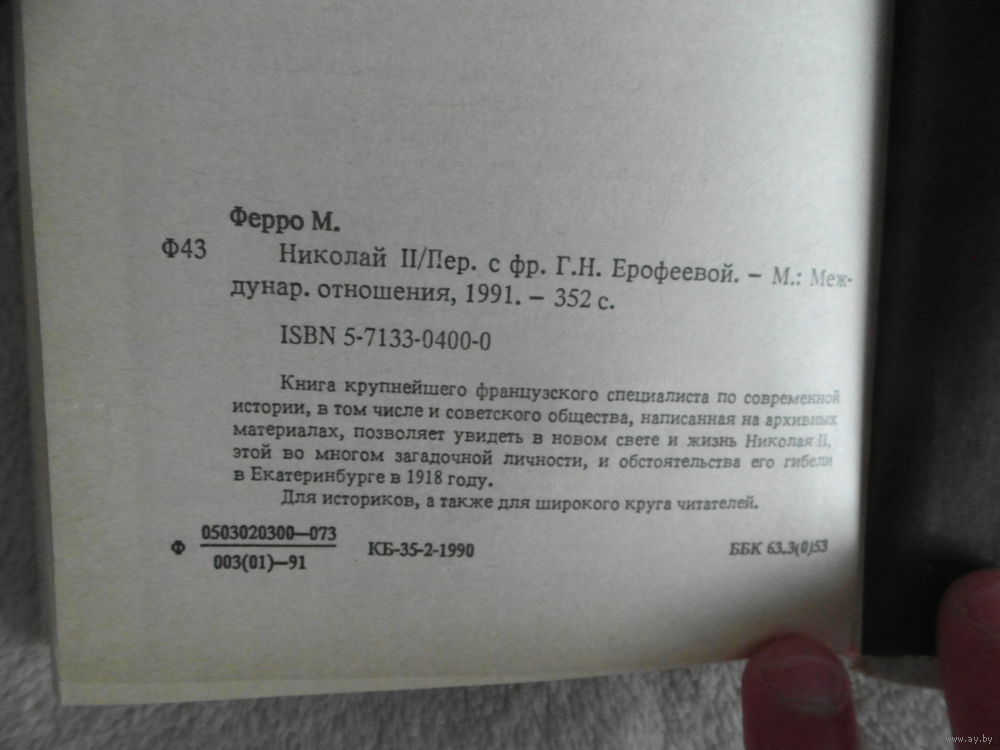 Ферро М.
Ф43
Николай II/Пер. с фр. Г.Н. Ерофеевой. — М.: Меж-
дунар. отношения, 1991. — 352 с.
ISBN 5-7133-0400-0
Книга крупнейшего французского специалиста по современной
истории, в том числе и советского общества, написанная на архивных
материалах, позволяет увидеть в новом свете и жизнь Николая II,
этой во многом загадочной личности, и обстоятельства его гибели
в Екатеринбурге в 1918 году.
Для историков, а также для широкого круга читателей.
Ф 0503020300—073
003(01)—91
КБ-35-2-1990
ББК 63.3(0)53
www.ay.by